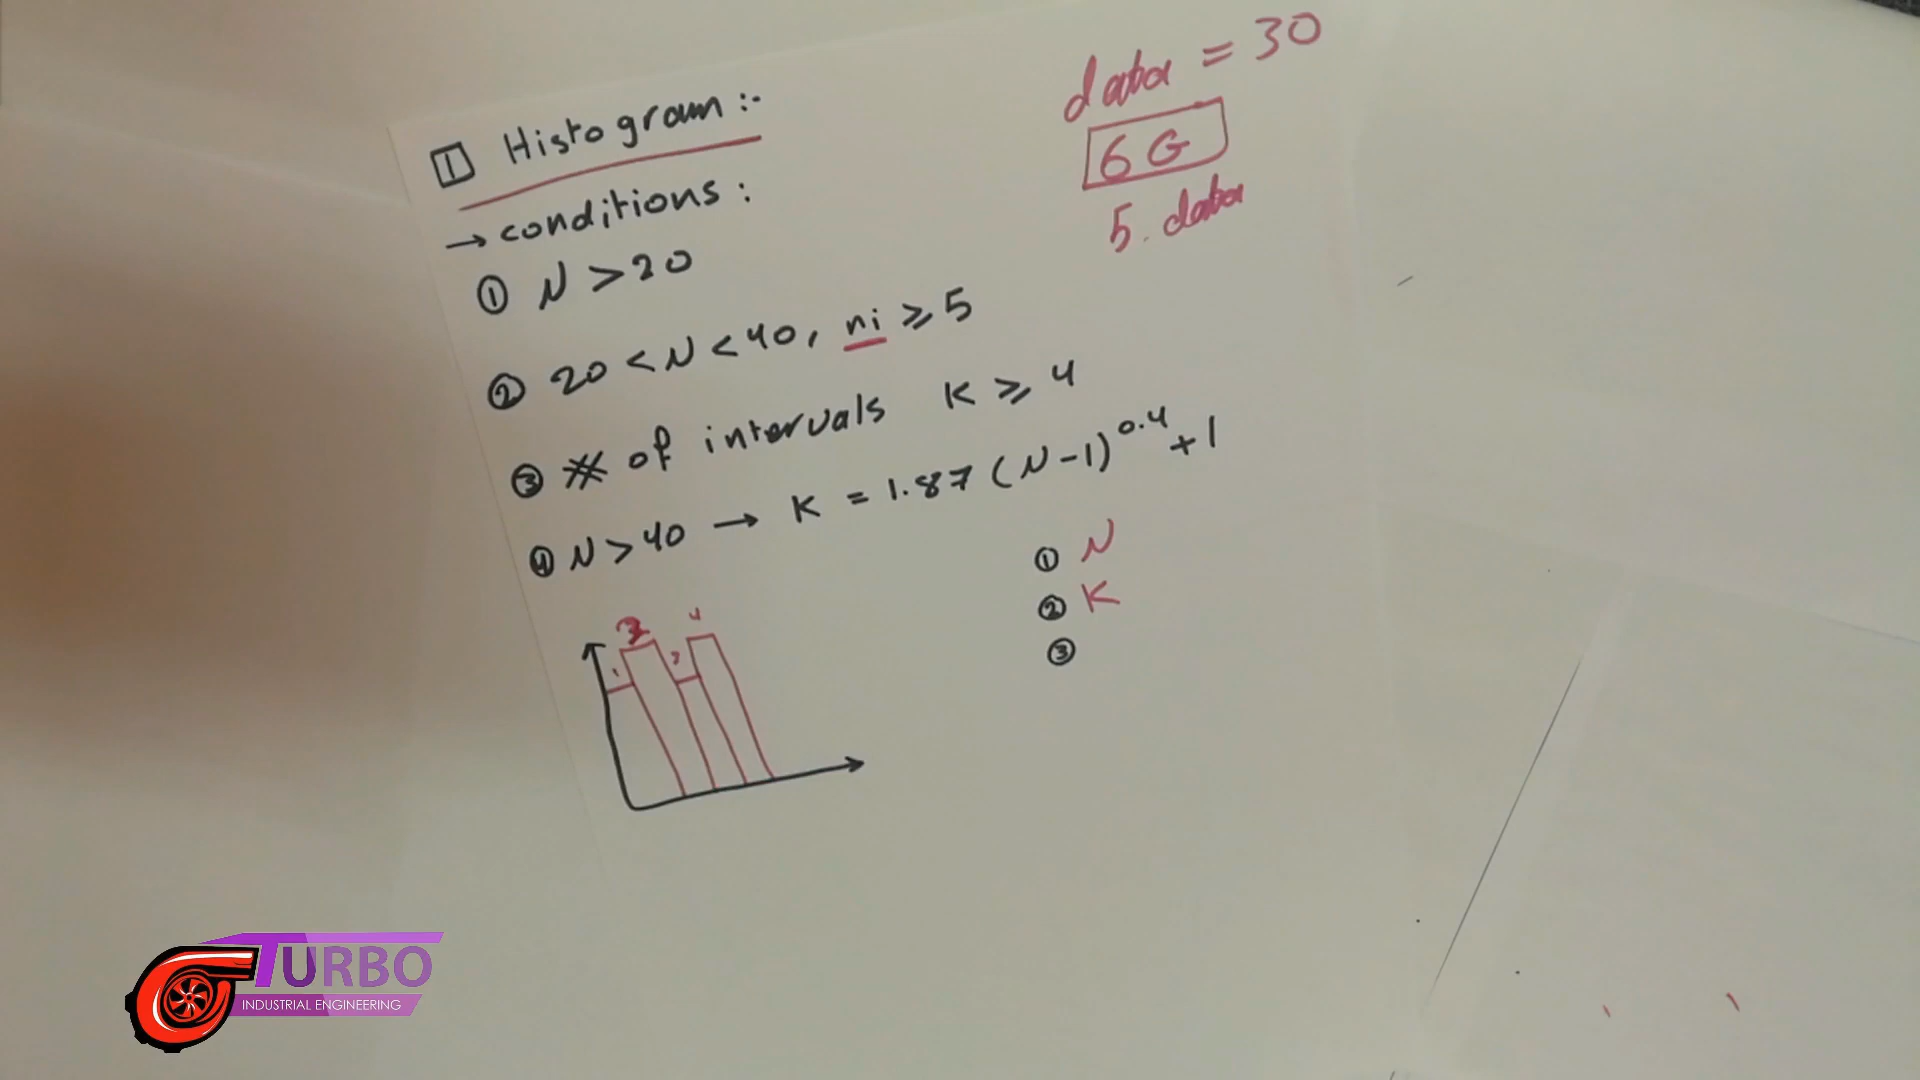 1 Histogram :-
→ conditions :
① N > 20
② 20 < N < 40, ni ≥ 5
③ # of intervals K ≥ 4
④ N > 40 → K = 1.87 (N-1)^0.4 + 1
data = 30
6 G
5. data
① N
② K
③
1
3
4
TURBO
INDUSTRIAL ENGINEERING